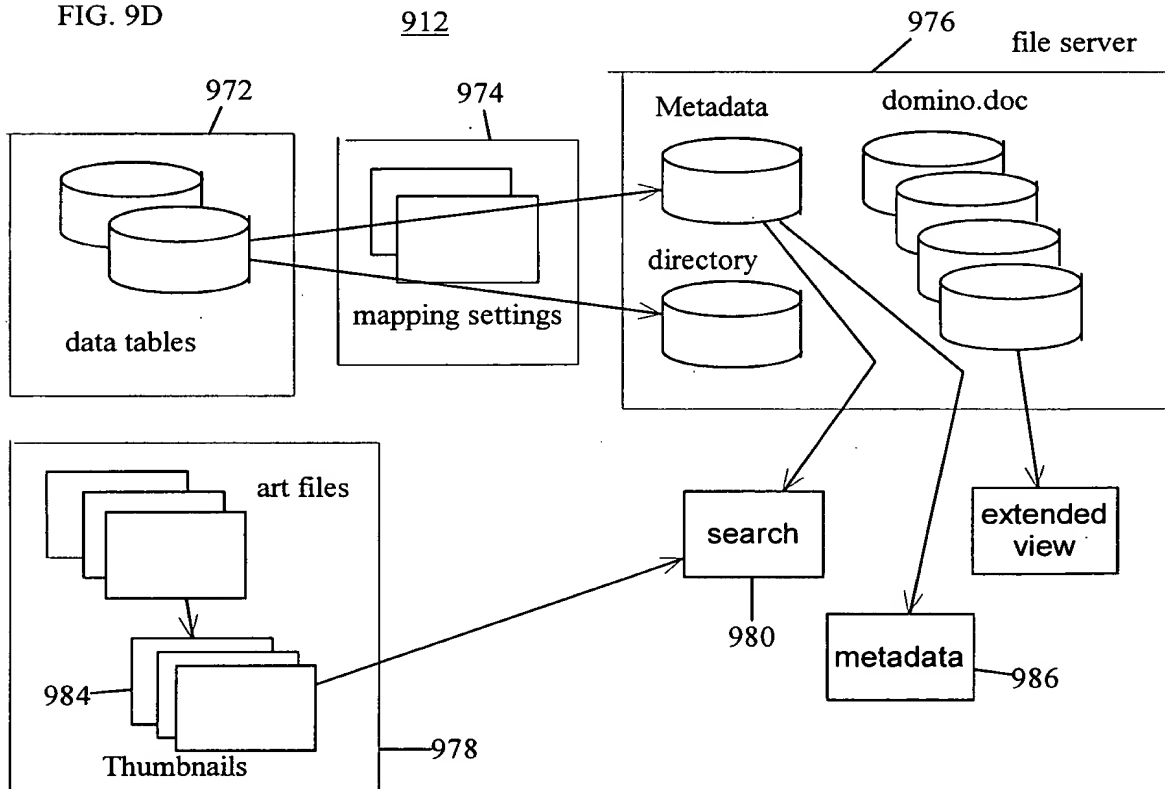 FIG. 9D
912
976
file server
972
974
Metadata
domino.doc
directory
mapping settings
data tables
art files
search
extended
view
980
metadata
986
984
978
Thumbnails